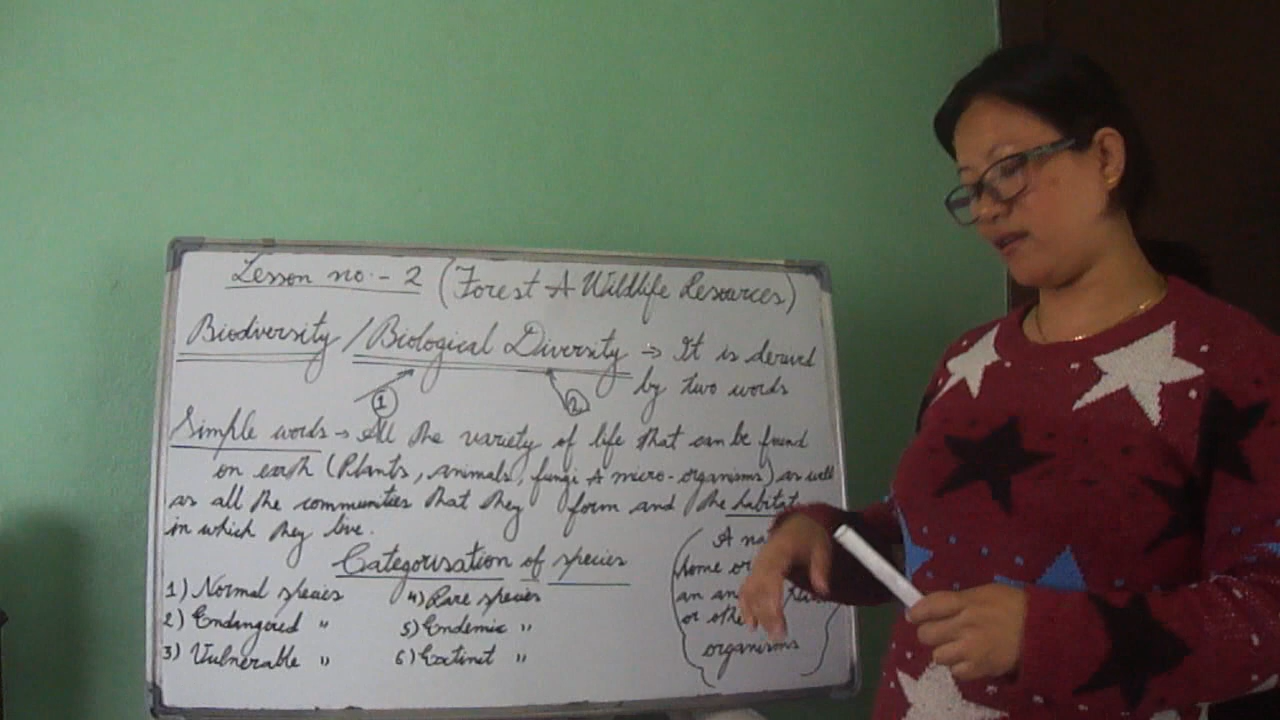 Lesson no. - 2 (Forest & Wildlife Resources)
Biodiversity / Biological Diversity → It is derived
by two words
1 2
Simple words → All the variety of life that can be found
on earth (Plants, animals, fungi & micro-organisms) as well
as all the communities that they form and the habitat
in which they live.
A
home
an
or
organisms
Categorisation of species
1) Normal species 4) Rare species
2) Endangered " 5) Endemic "
3) Vulnerable " 6) Extinct "